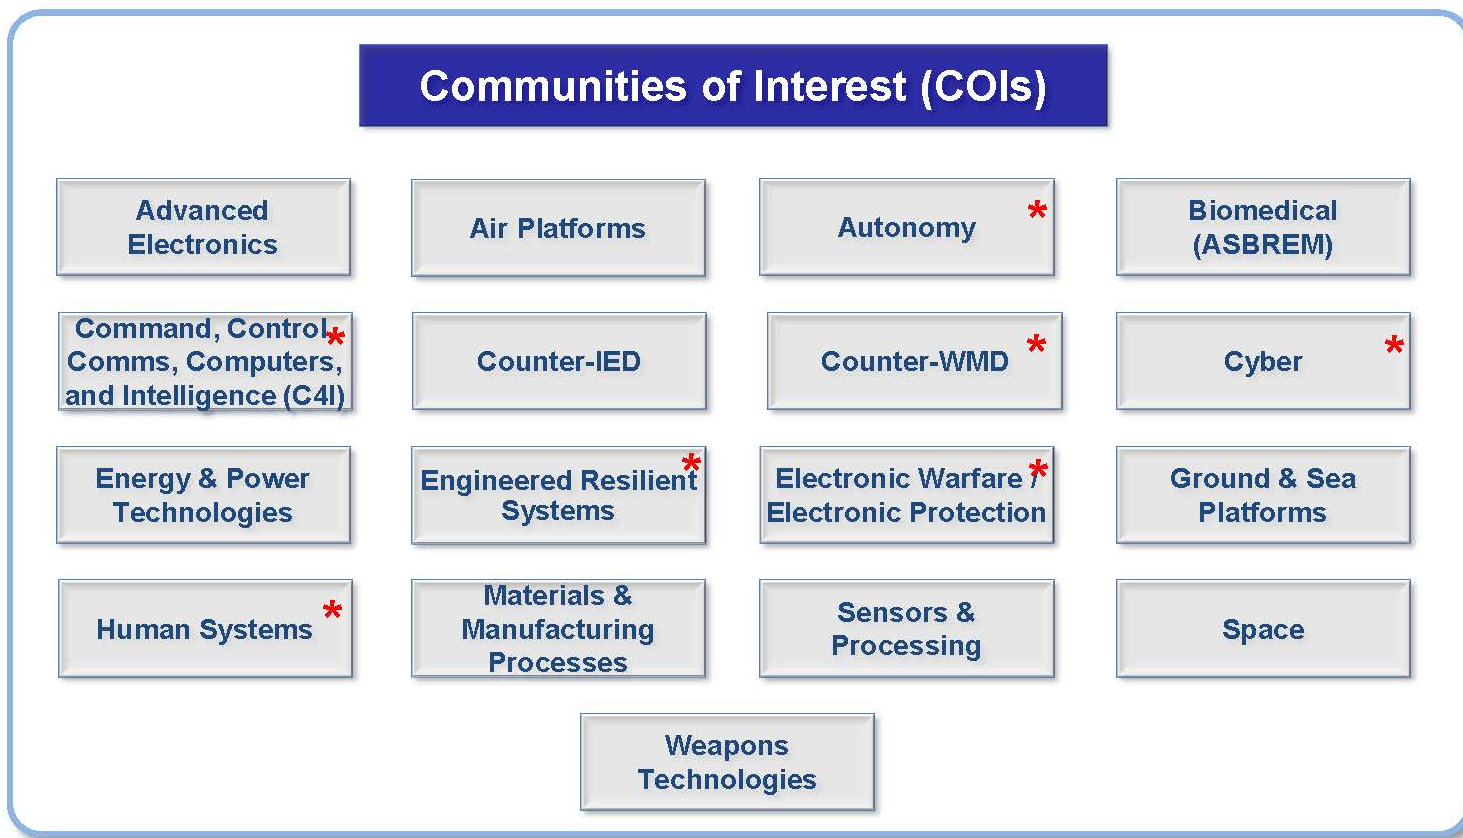 Communities of Interest (COIs)
Advanced
Electronics
Air Platforms
Autonomy *
Biomedical
(ASBREM)
Command, Control, *
Comms, Computers,
and Intelligence (C4I)
Counter-IED
Counter-WMD *
Cyber *
Energy & Power
Technologies
Engineered Resilient *
Systems
Electronic Warfare / *
Electronic Protection
Ground & Sea
Platforms
Human Systems *
Materials &
Manufacturing
Processes
Sensors &
Processing
Space
Weapons
Technologies